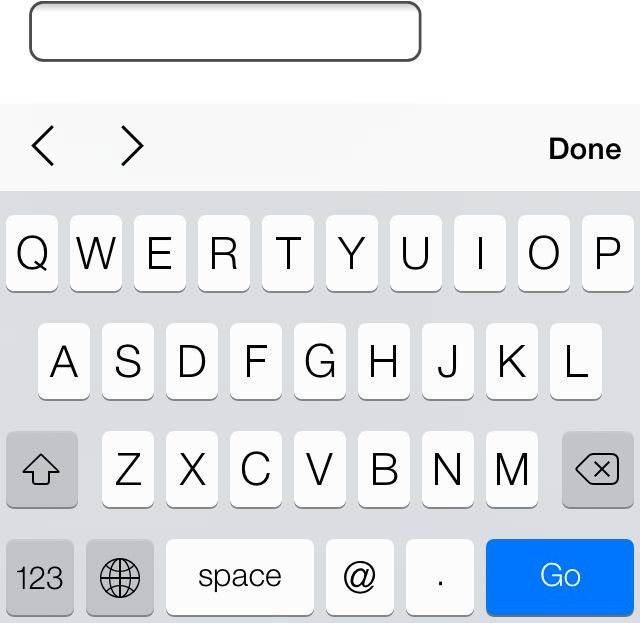 Done
Q W E R T Y U I O P
A S D F G H J K L
Z X C V B N M
123 space @ . Go